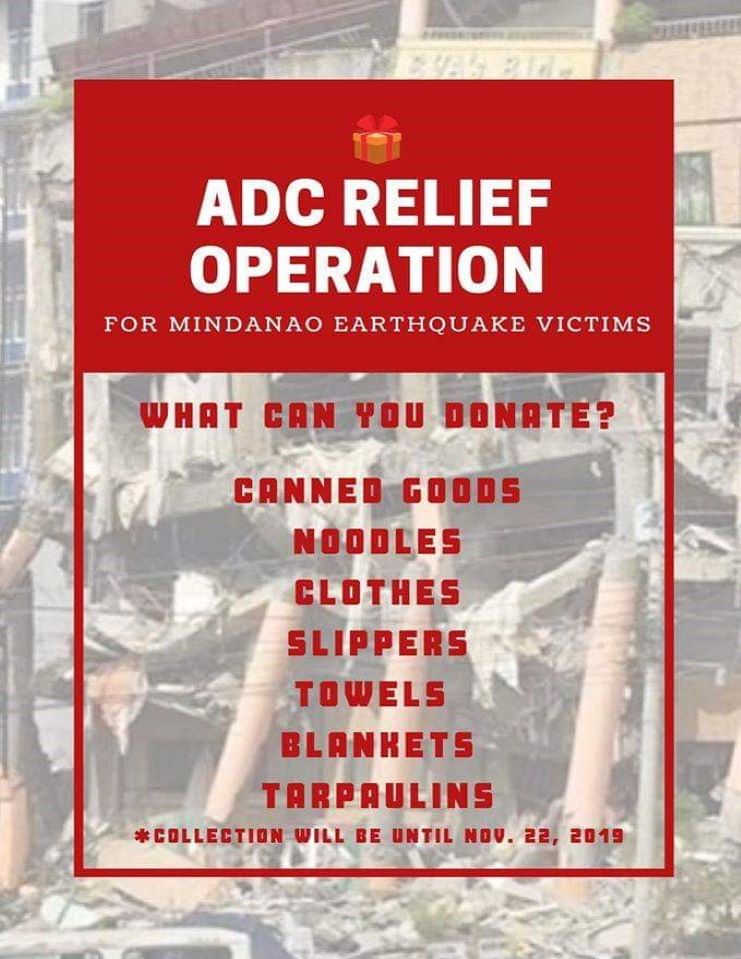 ADC RELIEF
OPERATION
FOR MINDANAO EARTHQUAKE VICTIMS
WHAT CAN YOU DONATE?
CANNED GOODS
NOODLES
CLOTHES
SLIPPERS
TOWELS
BLANKETS
TARPAULINS
*COLLECTION WILL BE UNTIL NOV. 22, 2019